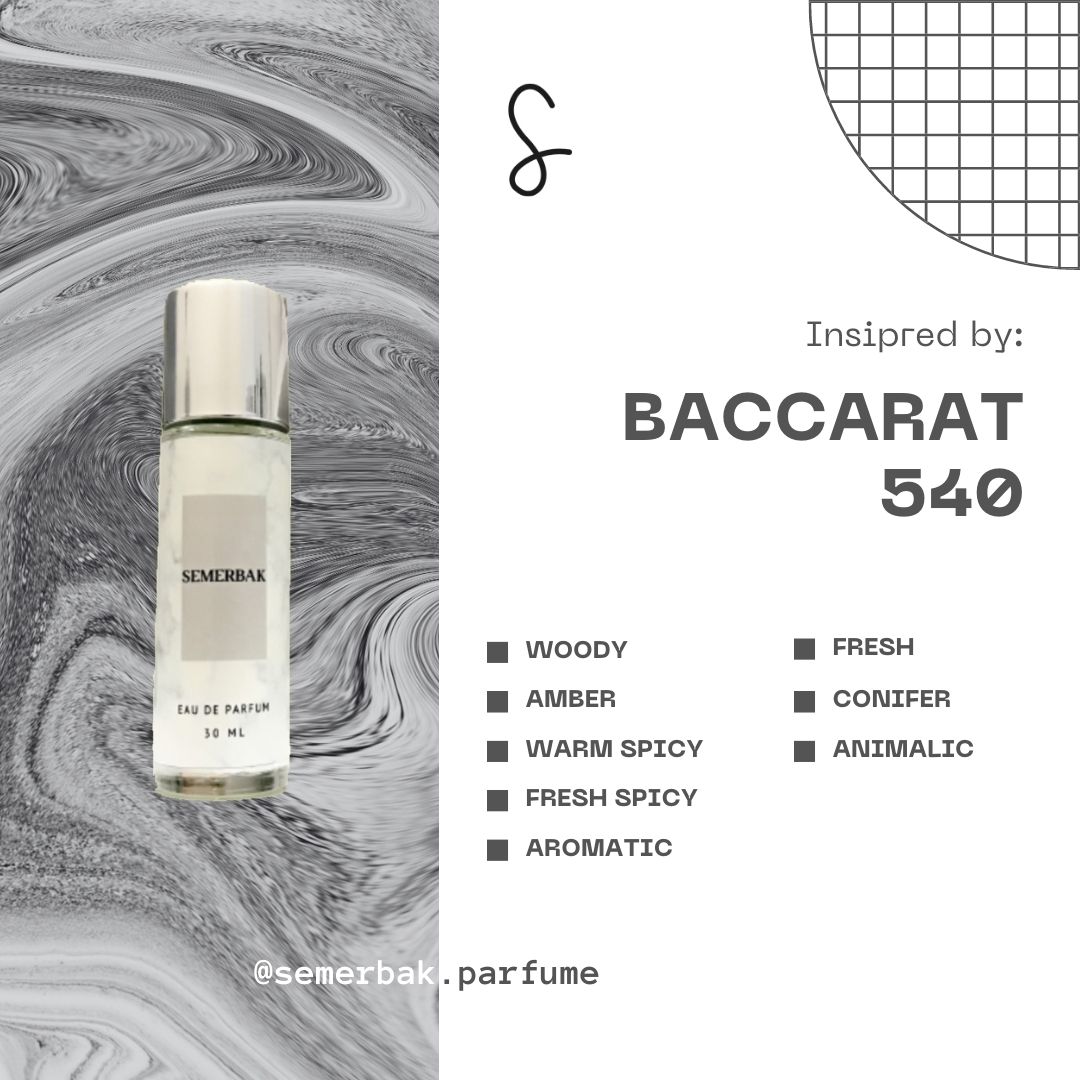 S
Insipred by:
BACCARAT
540
SEMERBAK
EAU DE PARFUM
30 ML
WOODY
AMBER
WARM SPICY
FRESH SPICY
AROMATIC
FRESH
CONIFER
ANIMALIC
@semerbak.parfume